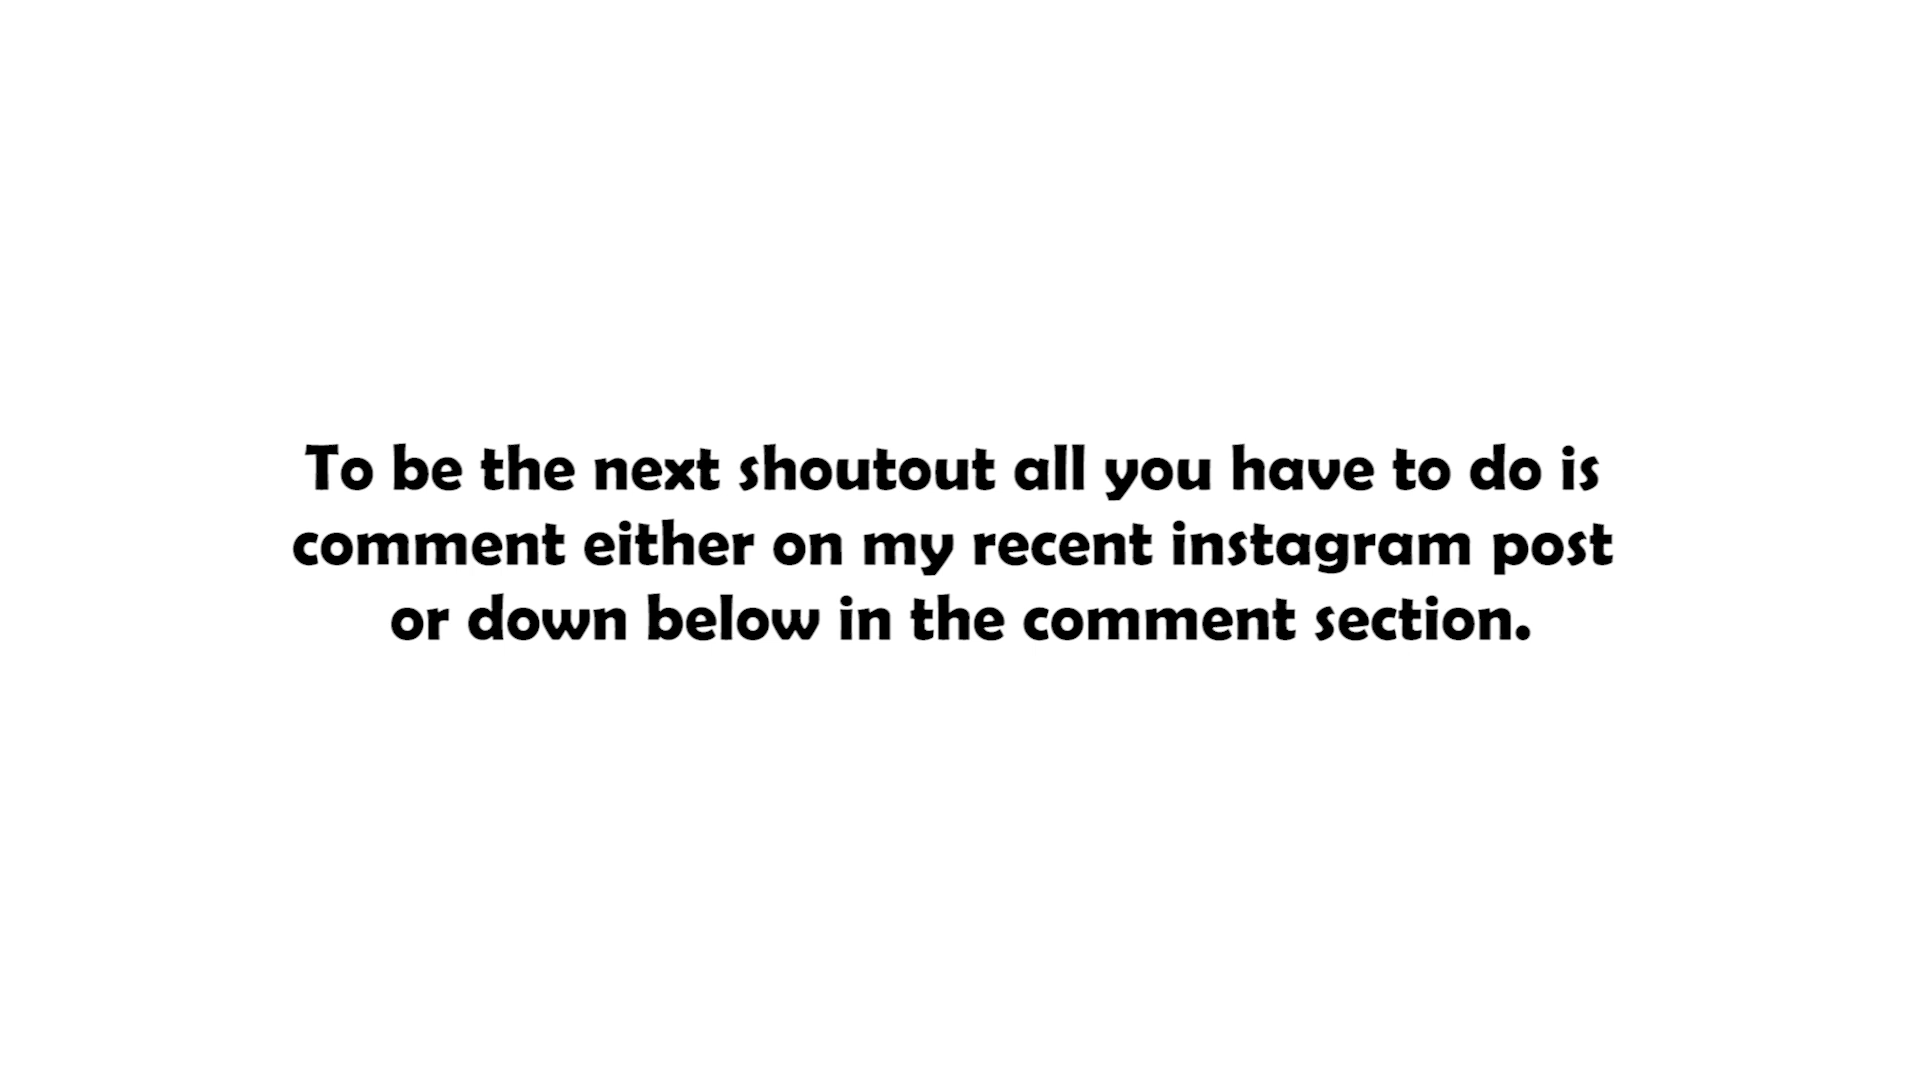 To be the next shoutout all you have to do is
comment either on my recent instagram post
or down below in the comment section.